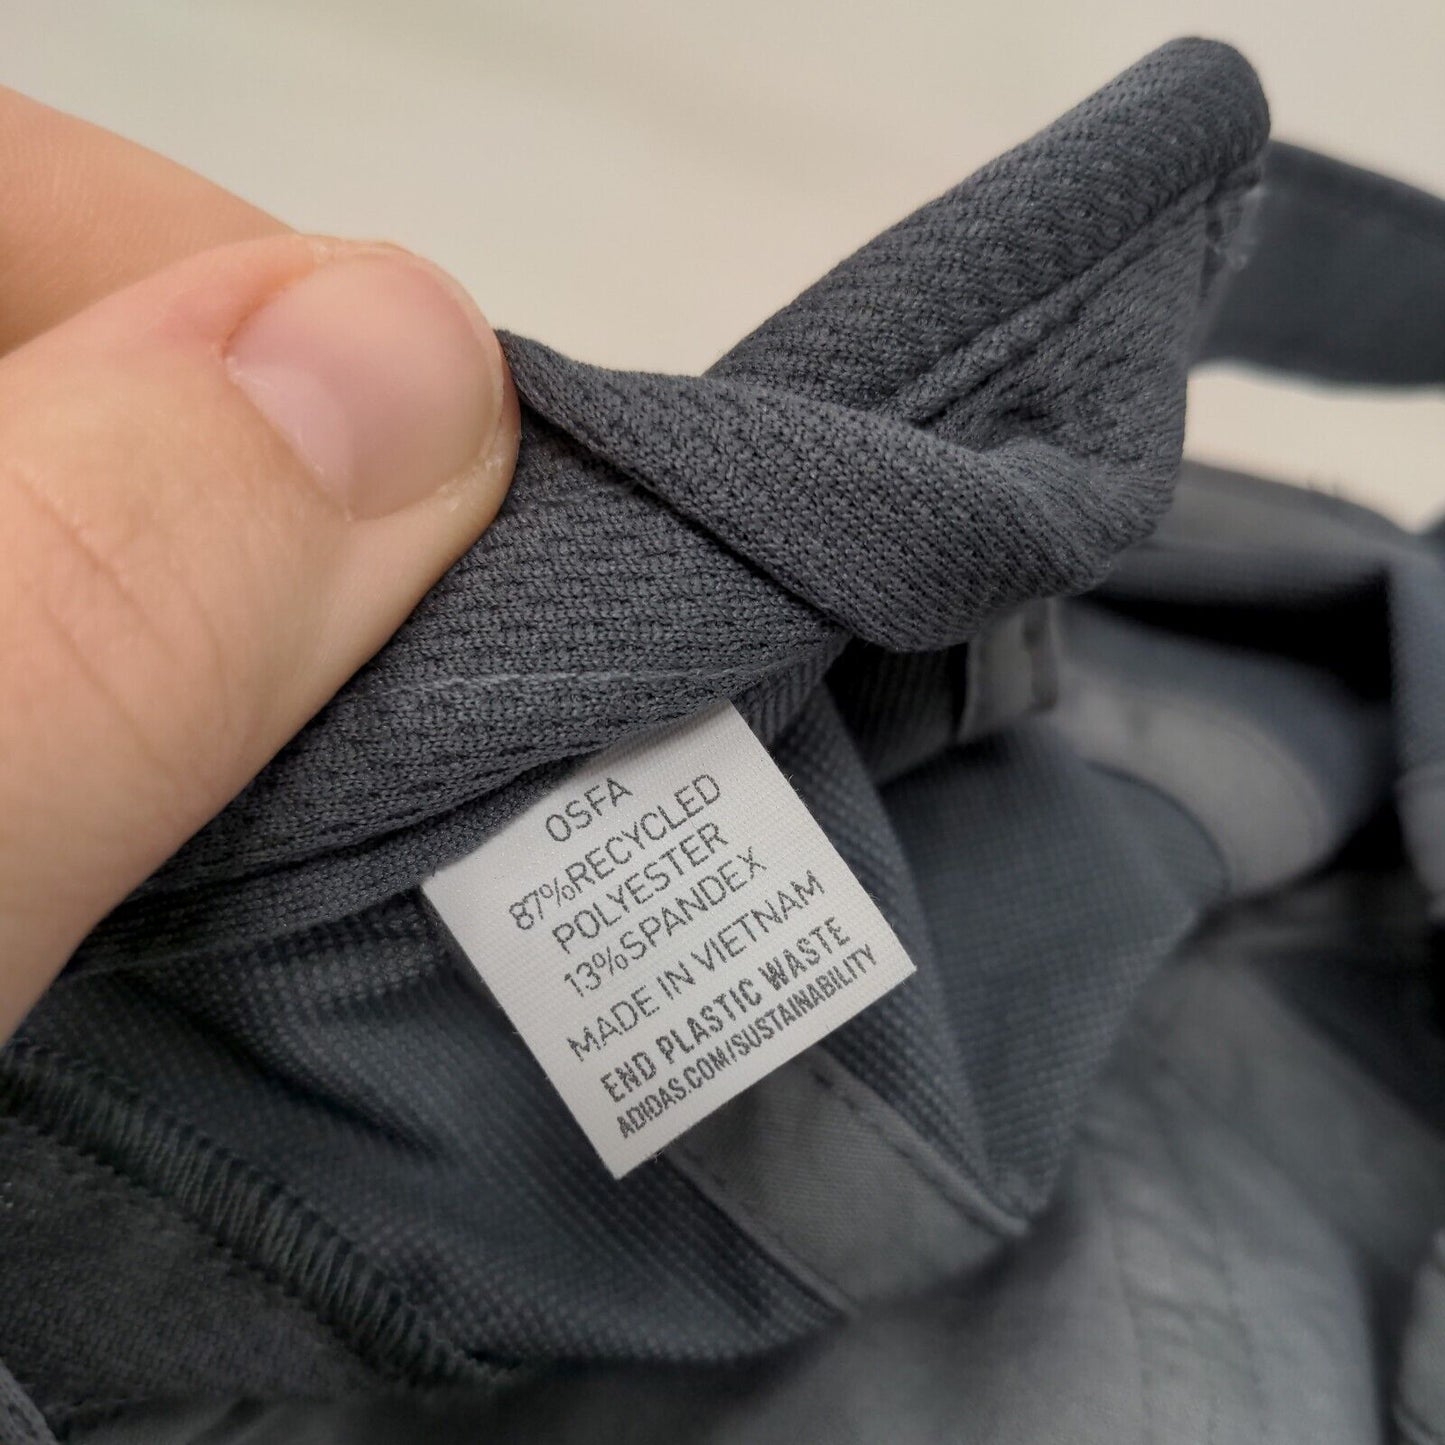 OSFA
87%RECYCLED
POLYESTER
13%SPANDEX
MADE IN VIETNAM
END PLASTIC WASTE
ADIDAS.COM/SUSTAINABILITY